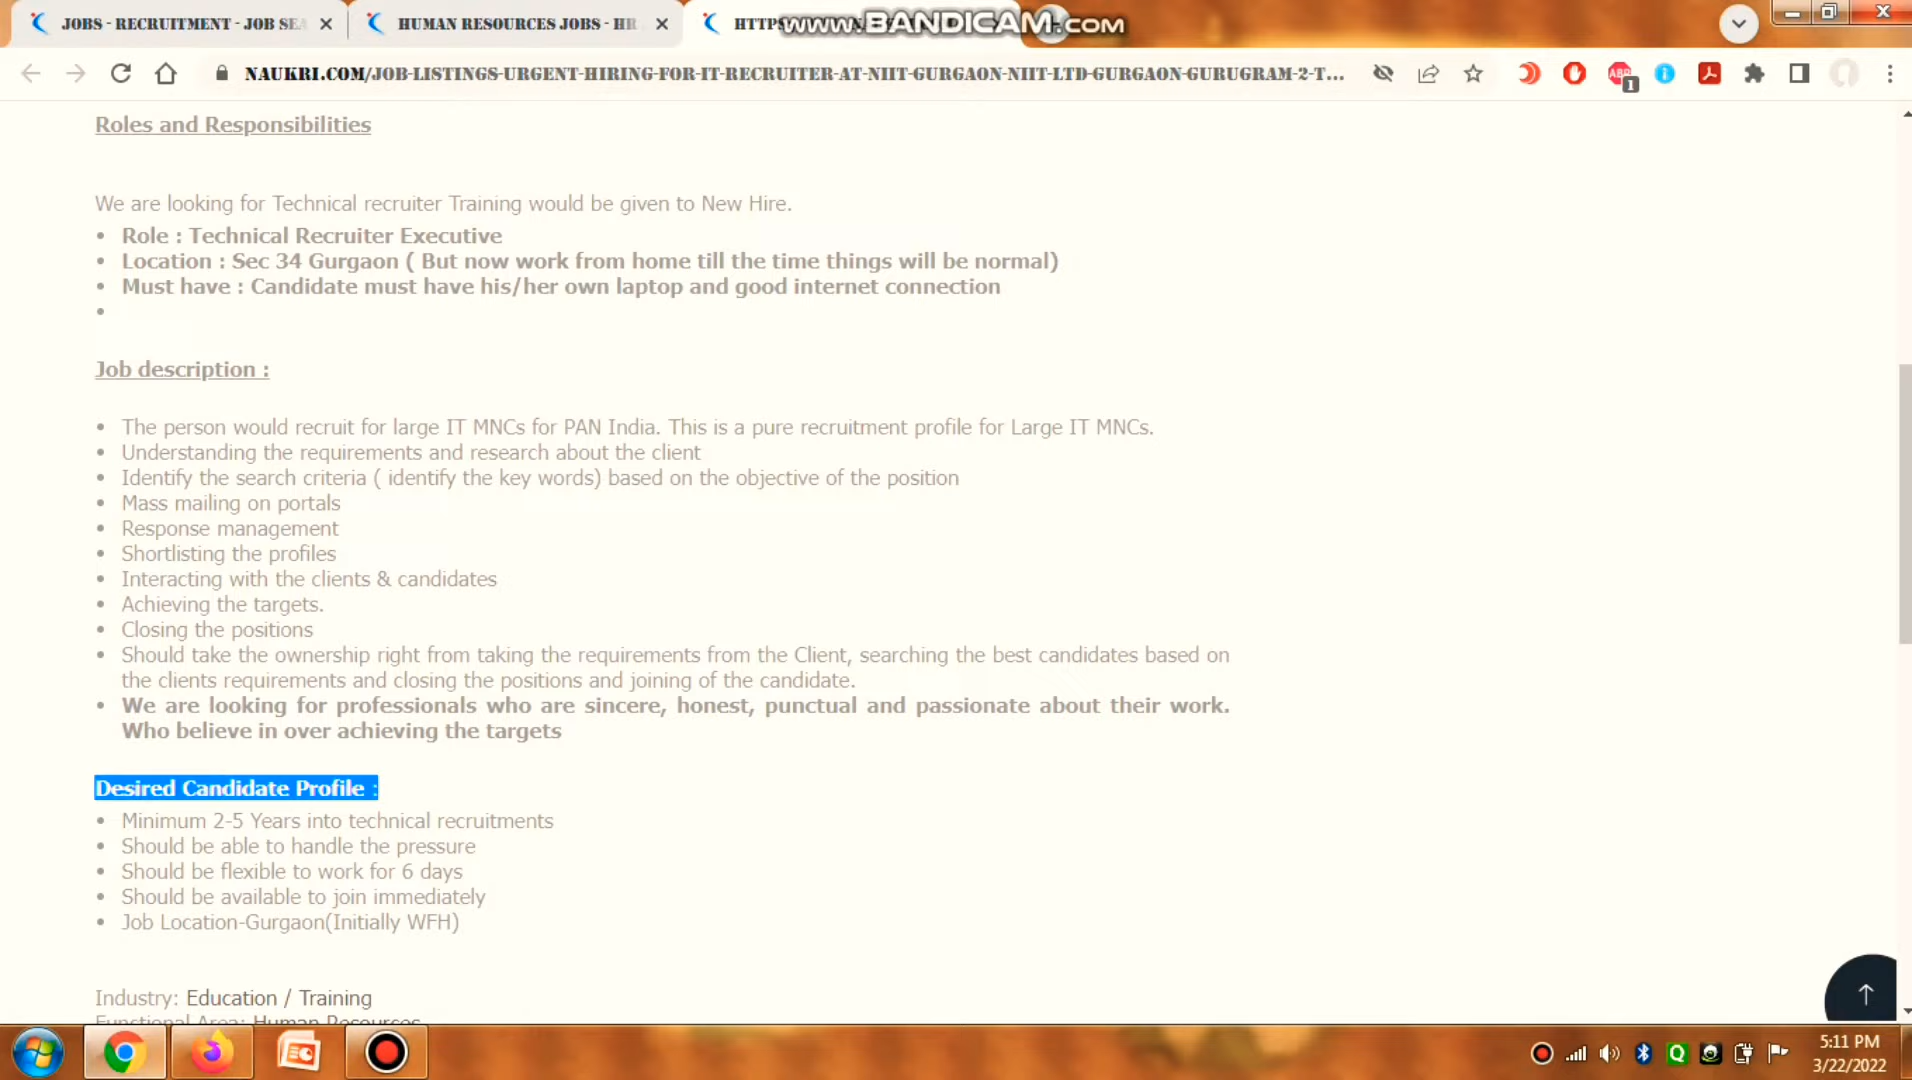 JOBS - RECRUITMENT - JOB SEA
HUMAN RESOURCES JOBS - HR
HTTPS
WWW.BANDICAM.COM
NAUKRI.COM/JOB-LISTINGS-URGENT-HIRING-FOR-IT-RECRUITER-AT-NIIT-GURGAON-NIIT-LTD-GURGAON-GURUGRAM-2-T...
ABP
1
Roles and Responsibilities
We are looking for Technical recruiter Training would be given to New Hire.
• Role : Technical Recruiter Executive
• Location : Sec 34 Gurgaon ( But now work from home till the time things will be normal)
• Must have : Candidate must have his/her own laptop and good internet connection
•
Job description :
• The person would recruit for large IT MNCs for PAN India. This is a pure recruitment profile for Large IT MNCs.
• Understanding the requirements and research about the client
• Identify the search criteria ( identify the key words) based on the objective of the position
• Mass mailing on portals
• Response management
• Shortlisting the profiles
• Interacting with the clients & candidates
• Achieving the targets.
• Closing the positions
• Should take the ownership right from taking the requirements from the Client, searching the best candidates based on
the clients requirements and closing the positions and joining of the candidate.
• We are looking for professionals who are sincere, honest, punctual and passionate about their work.
Who believe in over achieving the targets
Desired Candidate Profile :
• Minimum 2-5 Years into technical recruitments
• Should be able to handle the pressure
• Should be flexible to work for 6 days
• Should be available to join immediately
• Job Location-Gurgaon(Initially WFH)
Industry: Education / Training
Functional Area: Human Resources
5:11 PM
3/22/2022